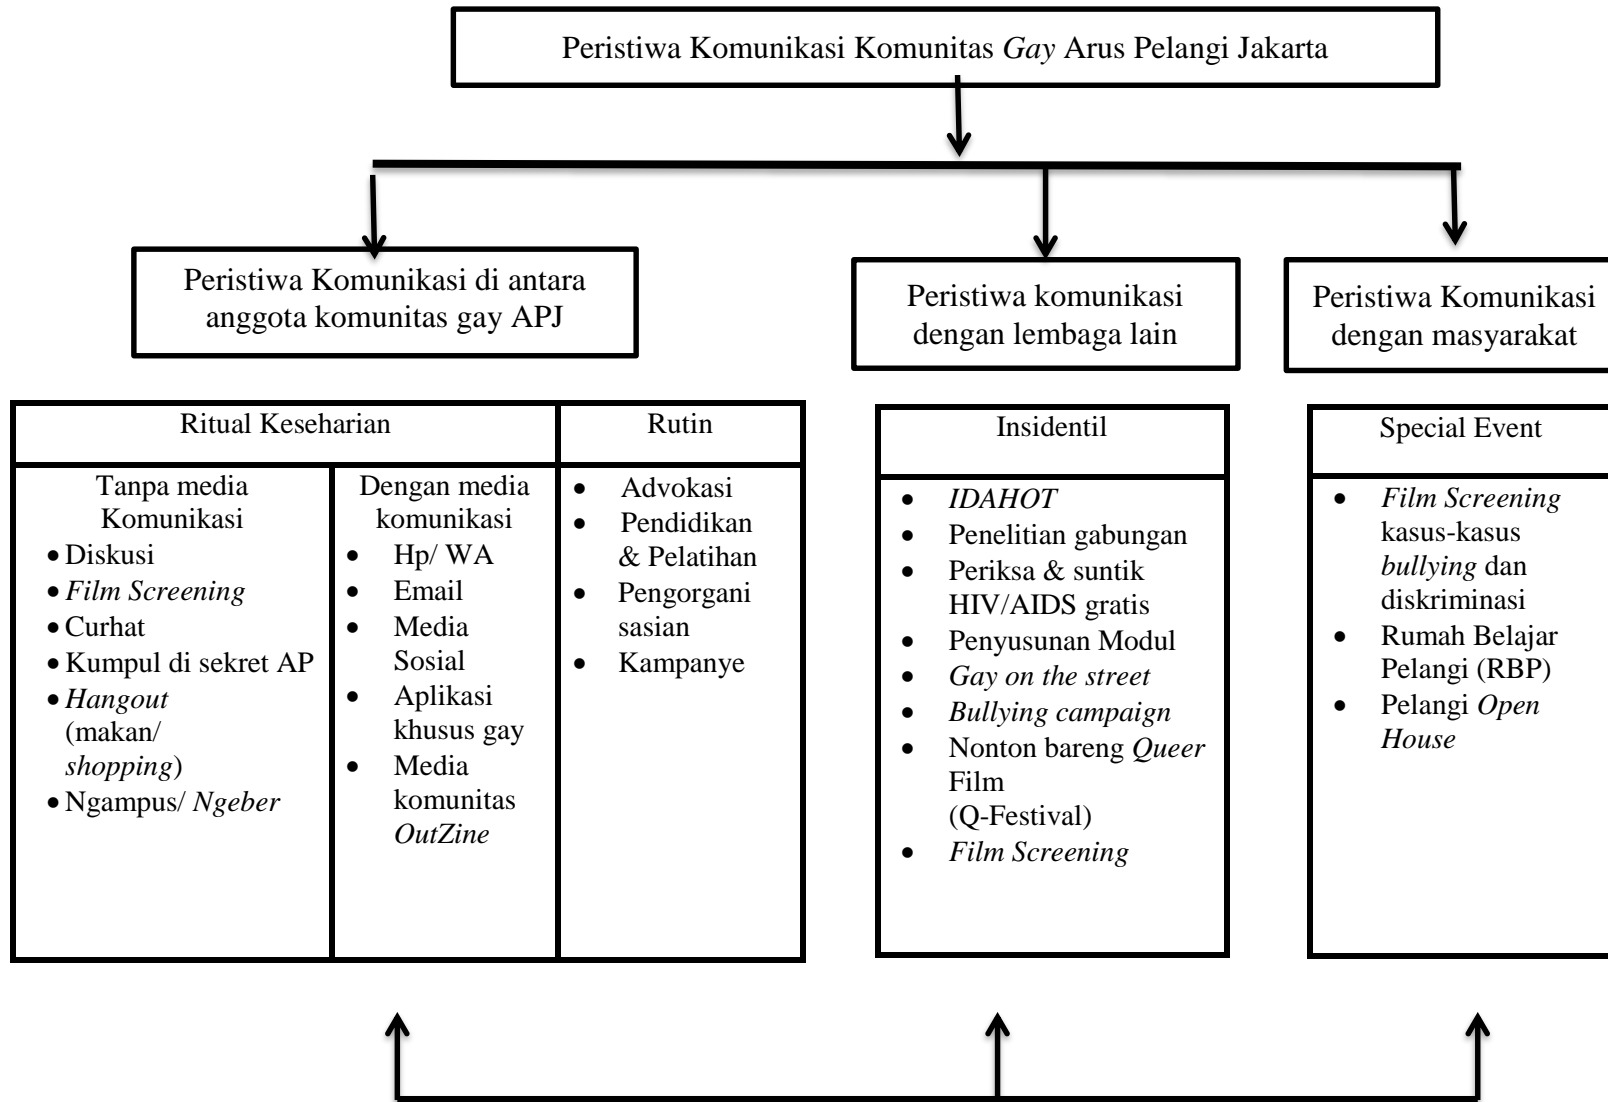 Peristiwa Komunikasi Komunitas Gay Arus Pelangi Jakarta
Peristiwa Komunikasi di antara
anggota komunitas gay APJ
Peristiwa komunikasi
dengan lembaga lain
Peristiwa Komunikasi
dengan masyarakat
Ritual Keseharian
Tanpa media
Komunikasi
• Diskusi
• Film Screening
• Curhat
• Kumpul di sekret AP
• Hangout
(makan/
shopping)
• Ngampus/ Ngeber
Dengan media
komunikasi
• Hp/ WA
• Email
• Media
Sosial
• Aplikasi
khusus gay
• Media
komunitas
OutZine
Rutin
• Advokasi
• Pendidikan
& Pelatihan
• Pengorgani
sasian
• Kampanye
Insidentil
• IDAHOT
• Penelitian gabungan
• Periksa & suntik
HIV/AIDS gratis
• Penyusunan Modul
• Gay on the street
• Bullying campaign
• Nonton bareng Queer
Film
(Q-Festival)
• Film Screening
Special Event
• Film Screening
kasus-kasus
bullying dan
diskriminasi
• Rumah Belajar
Pelangi (RBP)
• Pelangi Open
House